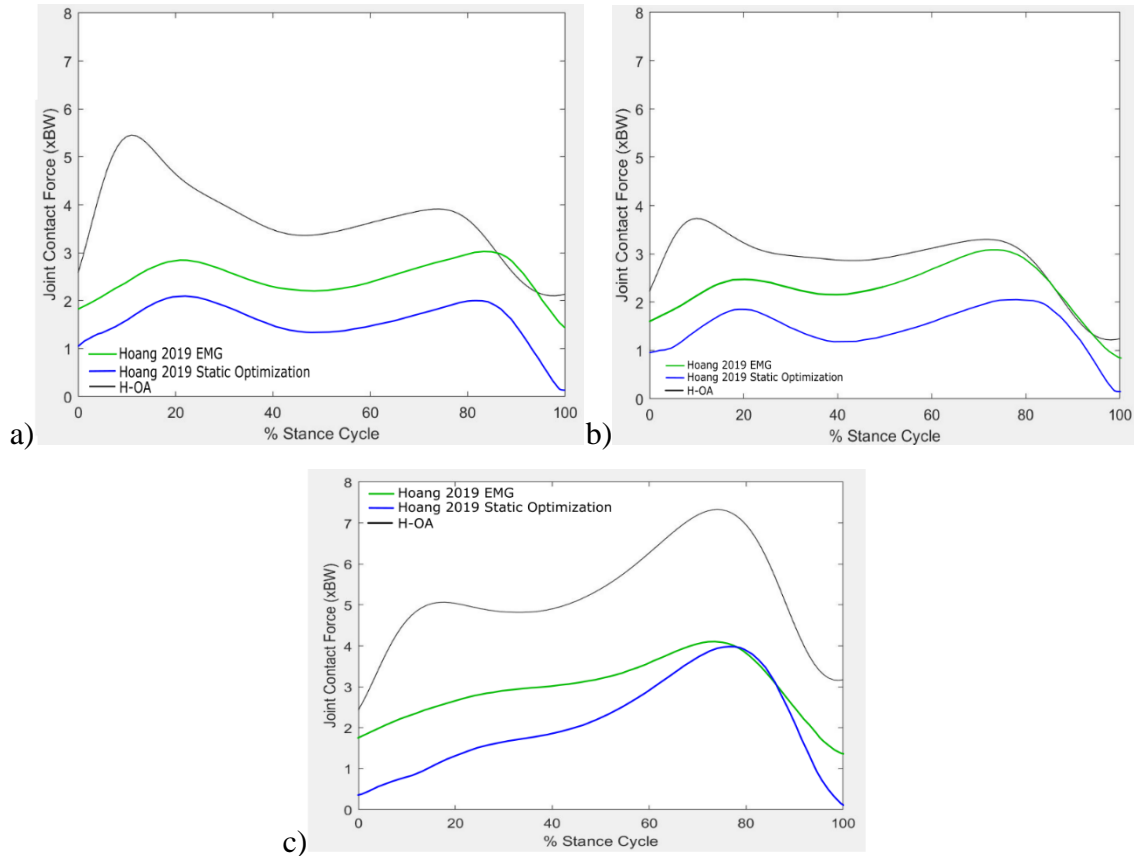 8
7
6
5
4
3
2
1
0
Joint Contact Force (xBW)
Hoang 2019 EMG
Hoang 2019 Static Optimization
H-OA
0 20 40 60 80 100
% Stance Cycle
a)
8
7
6
5
4
3
2
1
0
Joint Contact Force (xBW)
Hoang 2019 EMG
Hoang 2019 Static Optimization
H-OA
0 20 40 60 80 100
% Stance Cycle
b)
8
7
6
5
4
3
2
1
0
Joint Contact Force (xBW)
Hoang 2019 EMG
Hoang 2019 Static Optimization
H-OA
0 20 40 60 80 100
% Stance Cycle
c)